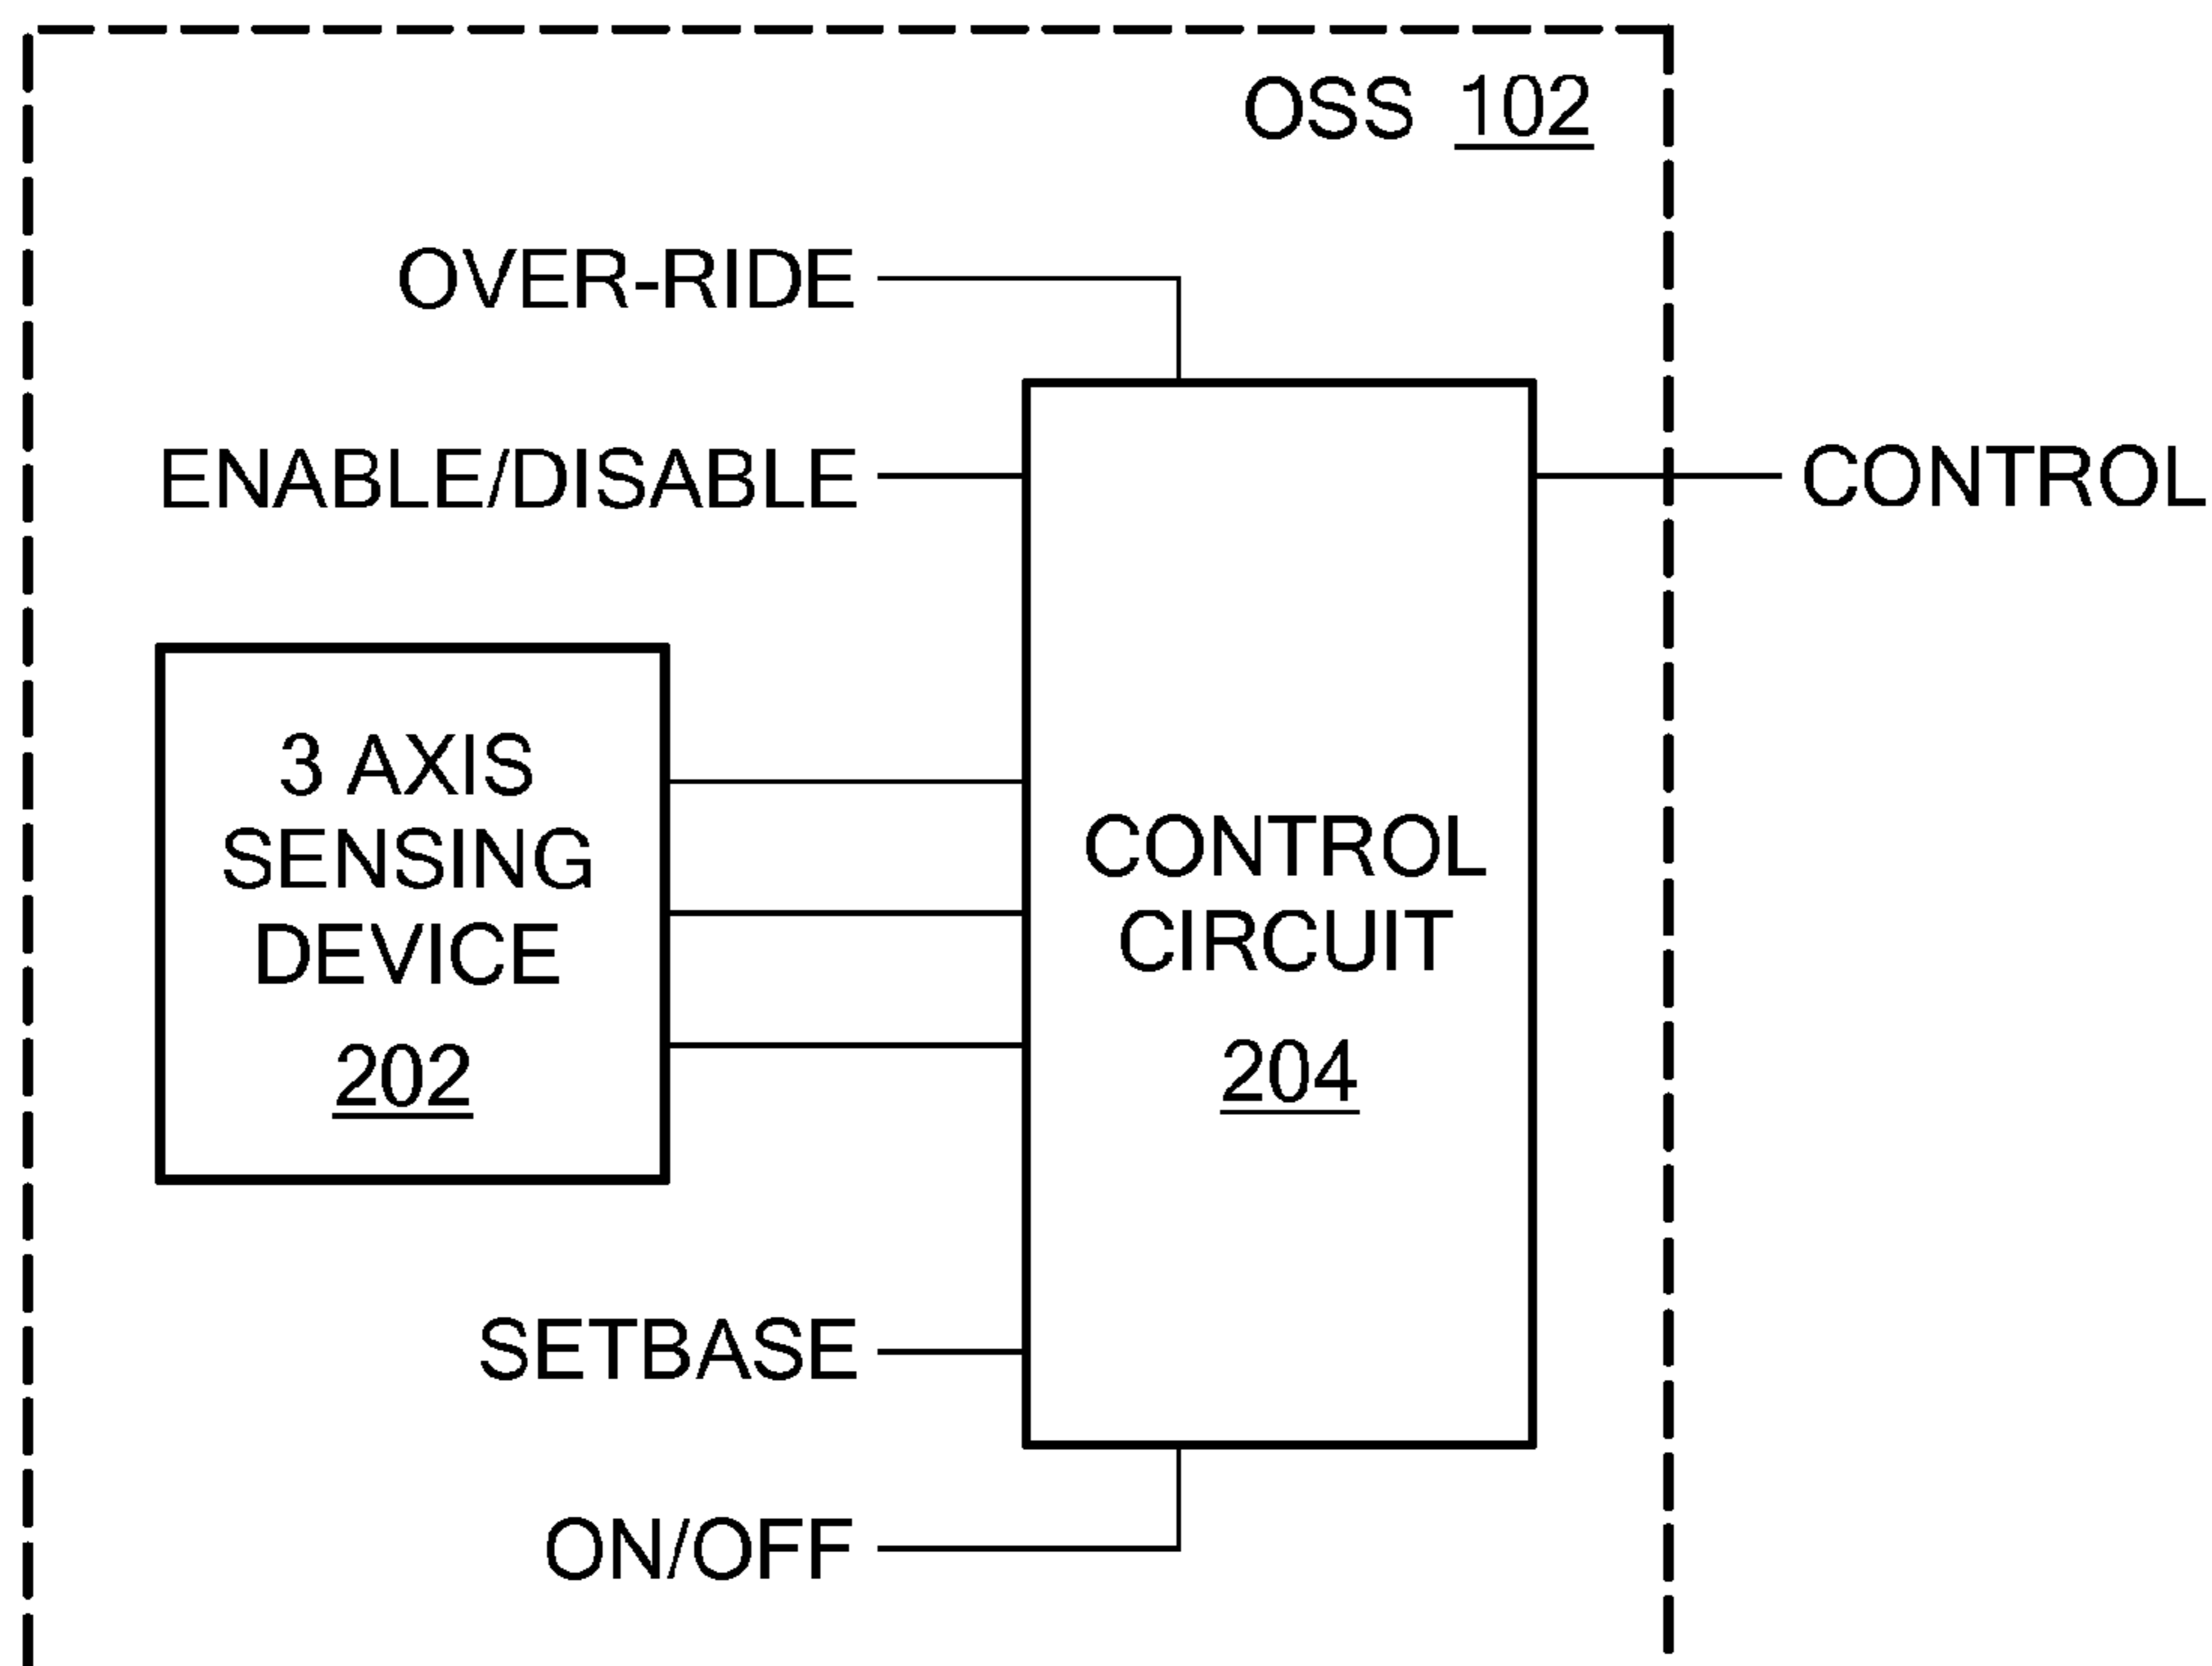 OSS 102
OVER-RIDE
ENABLE/DISABLE
CONTROL
3 AXIS
SENSING
DEVICE
202
CONTROL
CIRCUIT
204
SETBASE
ON/OFF